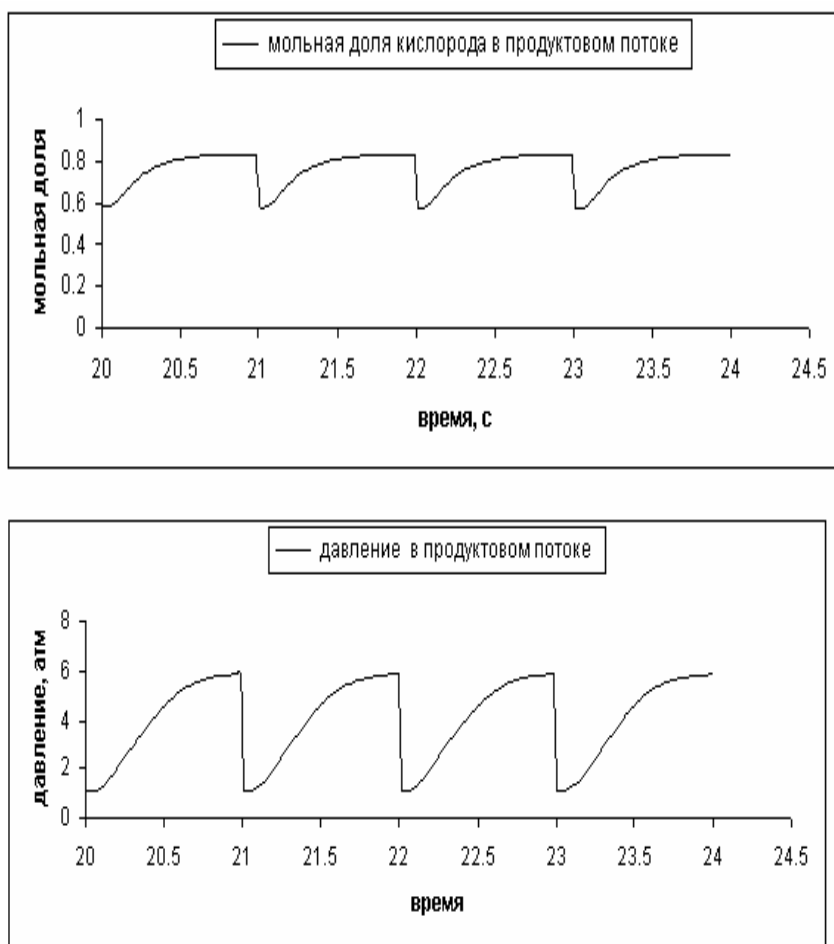 мольная доля кислорода в продуктовом потоке
мольная доля
1
0.8
0.6
0.4
0.2
0
20 20.5 21 21.5 22 22.5 23 23.5 24 24.5
время, с
давление в продуктовом потоке
давление, атм
8
6
4
2
0
20 20.5 21 21.5 22 22.5 23 23.5 24 24.5
время